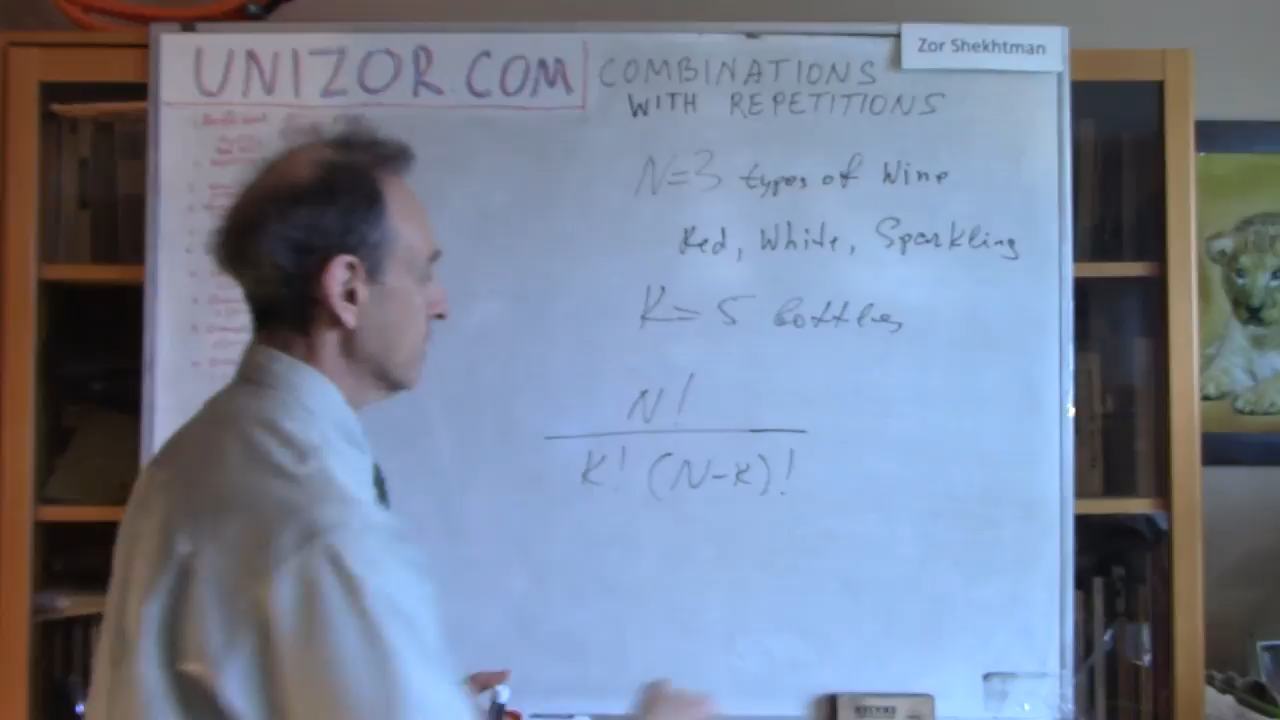 Zor Shekhtman
UNIZOR.COM
COMBINATIONS
WITH REPETITIONS
N=3 types of Wine
Red, White, Sparkling
K=5 bottles
N!
K! (N-K)!